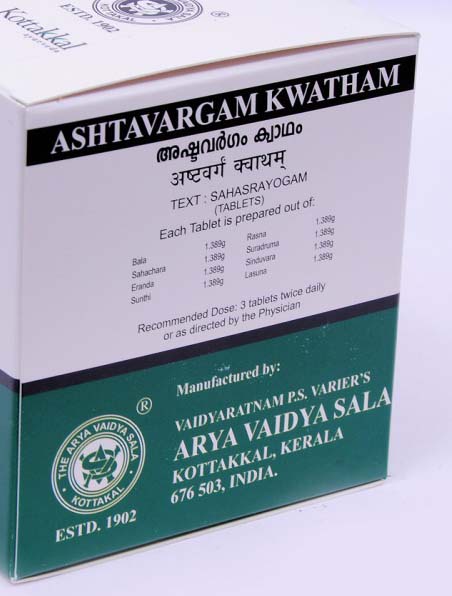 Kottakkal
ayurveda
ESTD. 1902
ASHTAVARGAM KWATHAM
അഷ്ടവർഗം ക്വാഥം
अष्टवर्गं क्वाथम्
TEXT : SAHASRAYOGAM
(TABLETS)
Each Tablet is prepared out of:
Bala 1.389g Rasna 1.389g
Sahachara 1.389g Suradruma 1.389g
Eranda 1.389g Sinduvara 1.389g
Sunthi 1.389g Lasuna 1.389g
Recommended Dose: 3 tablets twice daily
or as directed by the Physician
Manufactured by:
VAIDYARATNAM P.S. VARIER'S
ARYA VAIDYA SALA
KOTTAKKAL, KERALA
676 503, INDIA.
®
THE ARYA VAIDYA SALA
KOTTAKAL
ESTD. 1902